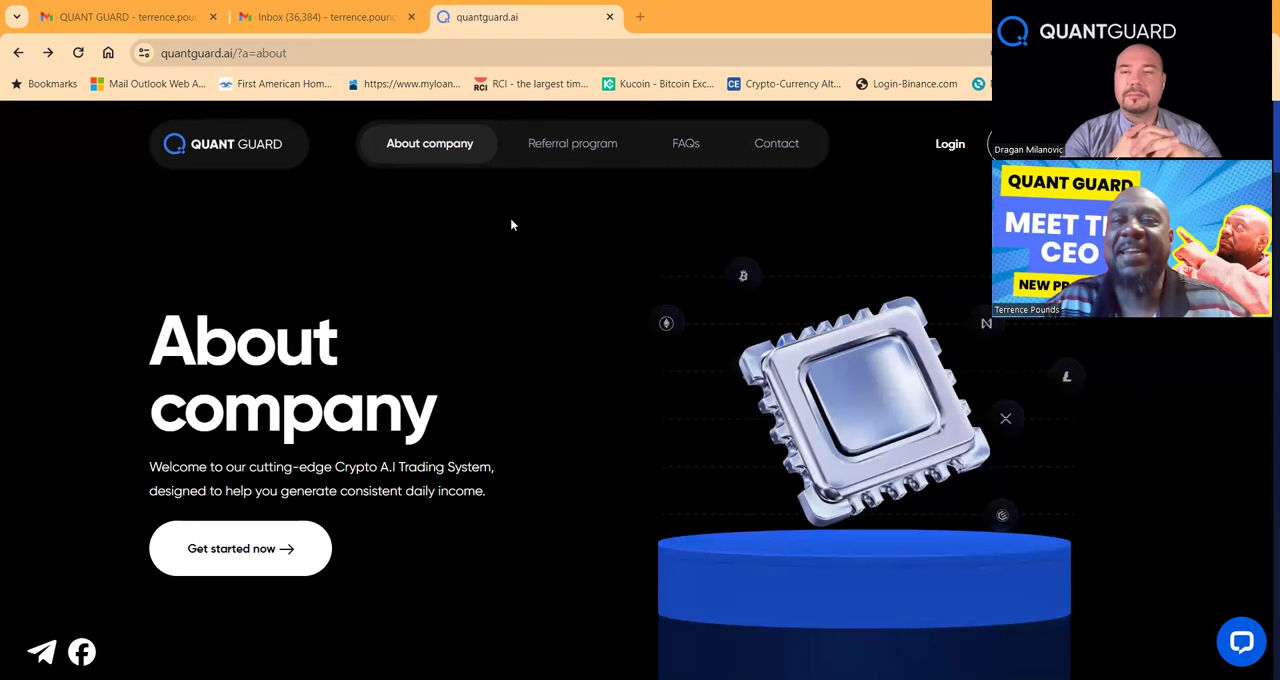 QUANT GUARD - terrence.poun
Inbox (36,384) - terrence.pound
quantguard.ai
quantguard.ai/?a=about
Bookmarks
Mail Outlook Web A...
First American Hom...
https://www.myloan...
RCI - the largest tim...
Kucoin - Bitcoin Exc...
Crypto-Currency Alt...
Login-Binance.com
QUANTGUARD
Dragan Milanovic
QUANT GUARD
About company
Referral program
FAQs
Contact
Login
QUANT GUARD
MEET T
CEO
NEW PR
Terrence Pounds
About
company
Welcome to our cutting-edge Crypto A.I Trading System,
designed to help you generate consistent daily income.
Get started now